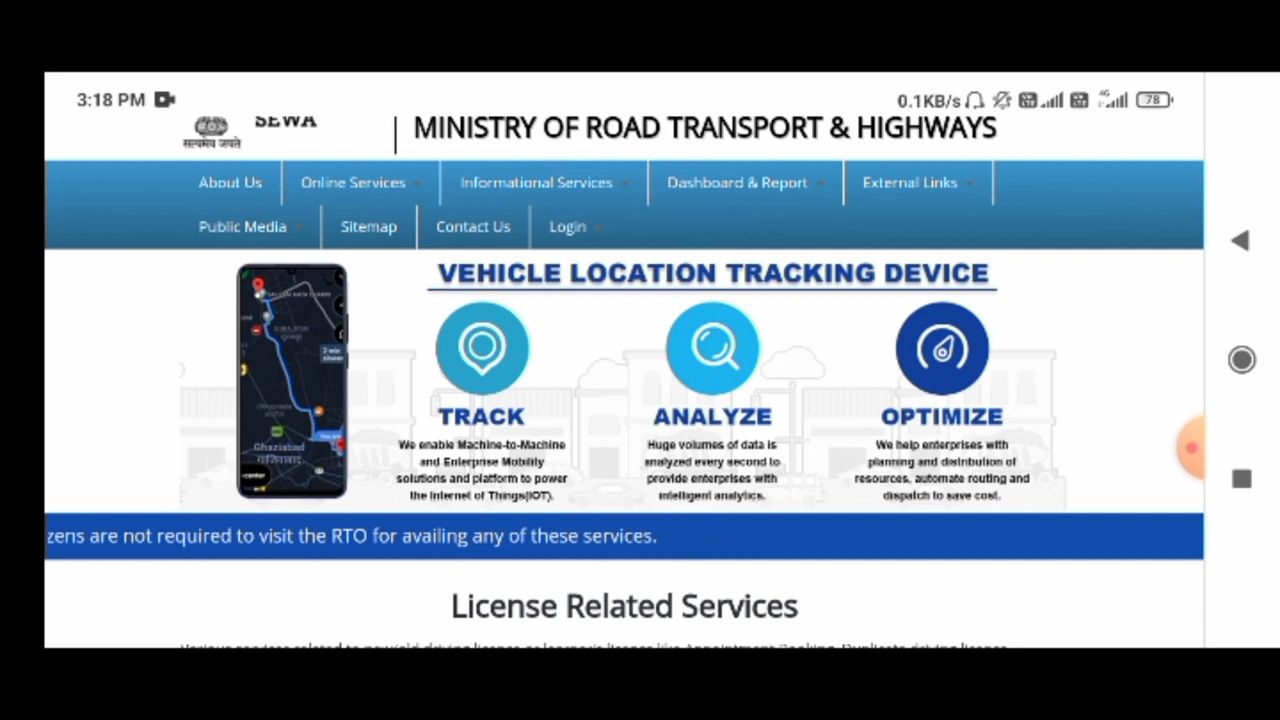 3:18 PM
0.1KB/s
4G
78
SEWA
सत्यमेव जयते
MINISTRY OF ROAD TRANSPORT & HIGHWAYS
About Us
Online Services
Informational Services
Dashboard & Report
External Links
Public Media
Sitemap
Contact Us
Login
VEHICLE LOCATION TRACKING DEVICE
Ghaziabad
TRACK
ANALYZE
OPTIMIZE
We enable Machine-to-Machine
and Enterprise Mobility
solutions and platform to power
the Internet of Things(IOT).
Huge volumes of data is
analyzed every second to
provide enterprises with
intelligent analytics.
We help enterprises with
planning and distribution of
resources, automate routing and
dispatch to save cost.
zens are not required to visit the RTO for availing any of these services.
License Related Services